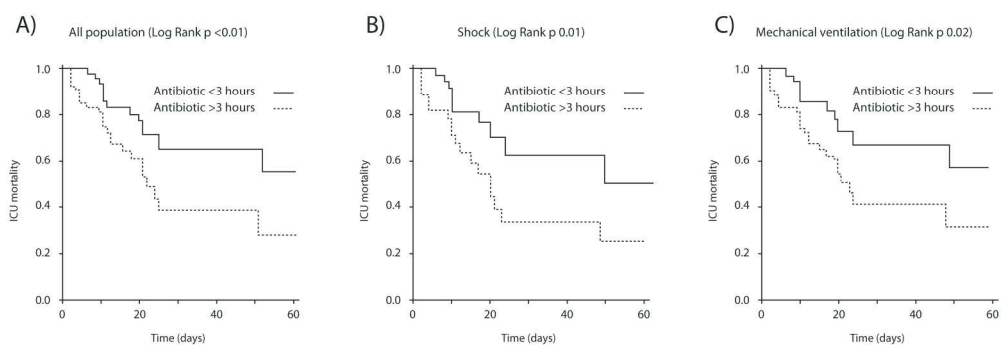 A) All population (Log Rank p <0.01)
1.0
0.8
0.6
0.4
0.2
0.0
ICU mortality
Antibiotic <3 hours
Antibiotic >3 hours
0 20 40 60
Time (days)
B) Shock (Log Rank p 0.01)
1.0
0.8
0.6
0.4
0.2
0.0
ICU mortality
Antibiotic <3 hours
Antibiotic >3 hours
0 20 40 60
Time (days)
C) Mechanical ventilation (Log Rank p 0.02)
1.0
0.8
0.6
0.4
0.2
0.0
ICU mortality
Antibiotic <3 hours
Antibiotic >3 hours
0 20 40 60
Time (days)